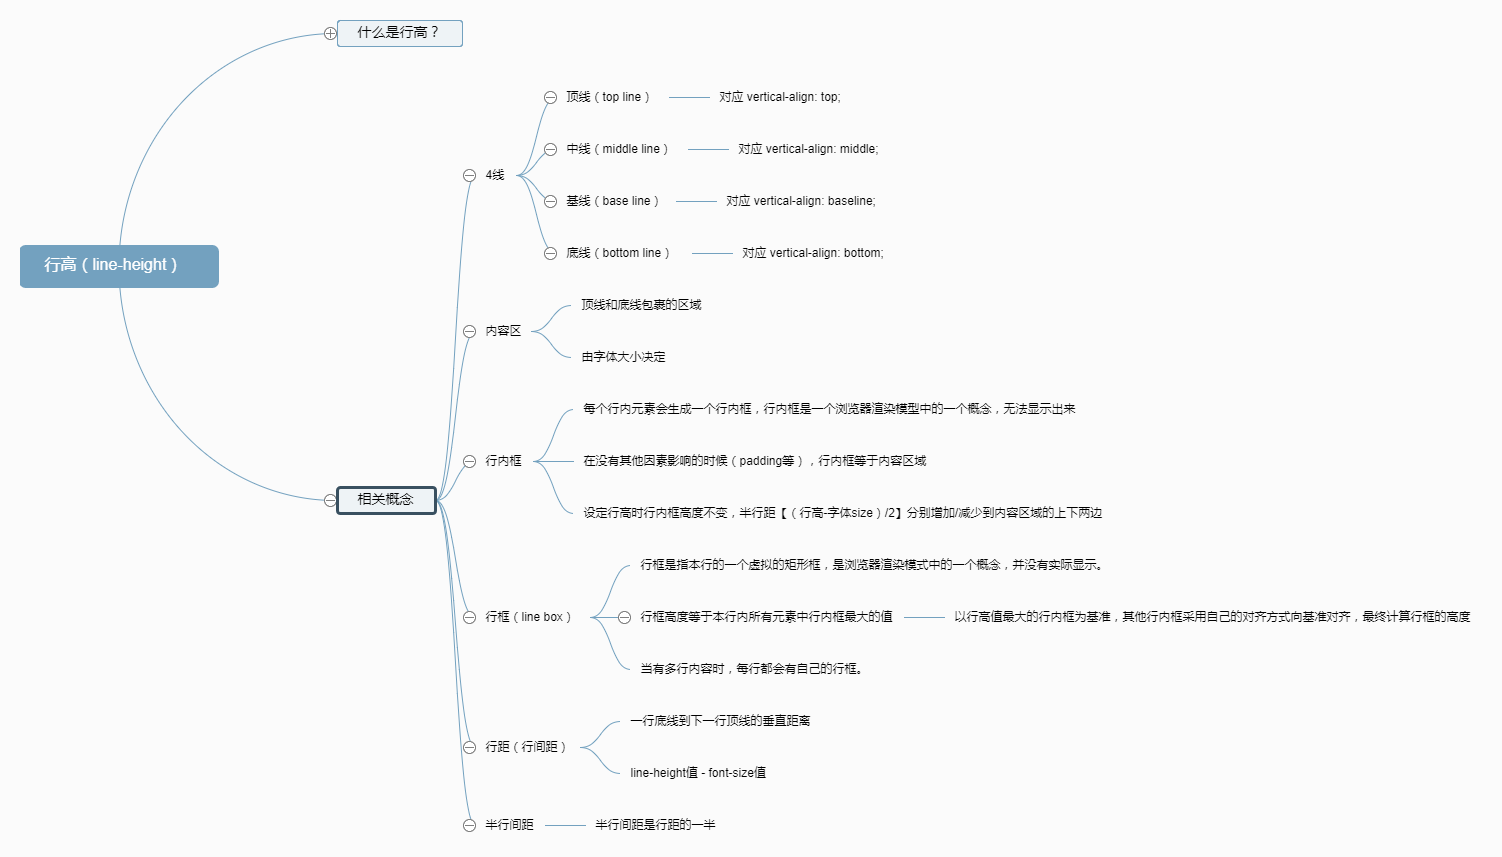 什么是行高？
顶线（top line） 对应 vertical-align: top;
中线（middle line） 对应 vertical-align: middle;
4线
基线（base line） 对应 vertical-align: baseline;
底线（bottom line） 对应 vertical-align: bottom;
行高（line-height）
顶线和底线包裹的区域
内容区
由字体大小决定
每个行内元素会生成一个行内框，行内框是一个浏览器渲染模型中的一个概念，无法显示出来
行内框
在没有其他因素影响的时候（padding等），行内框等于内容区域
相关概念
设定行高时行内框高度不变，半行距【（行高-字体size）/2】分别增加/减少到内容区域的上下两边
行框是指本行的一个虚拟的矩形框，是浏览器渲染模式中的一个概念，并没有实际显示。
行框（line box）
行框高度等于本行内所有元素中行内框最大的值 以行高值最大的行内框为基准，其他行内框采用自己的对齐方式向基准对齐，最终计算行框的高度
当有多行内容时，每行都会有自己的行框。
一行底线到下一行顶线的垂直距离
行距（行间距）
line-height值 - font-size值
半行间距 半行间距是行距的一半